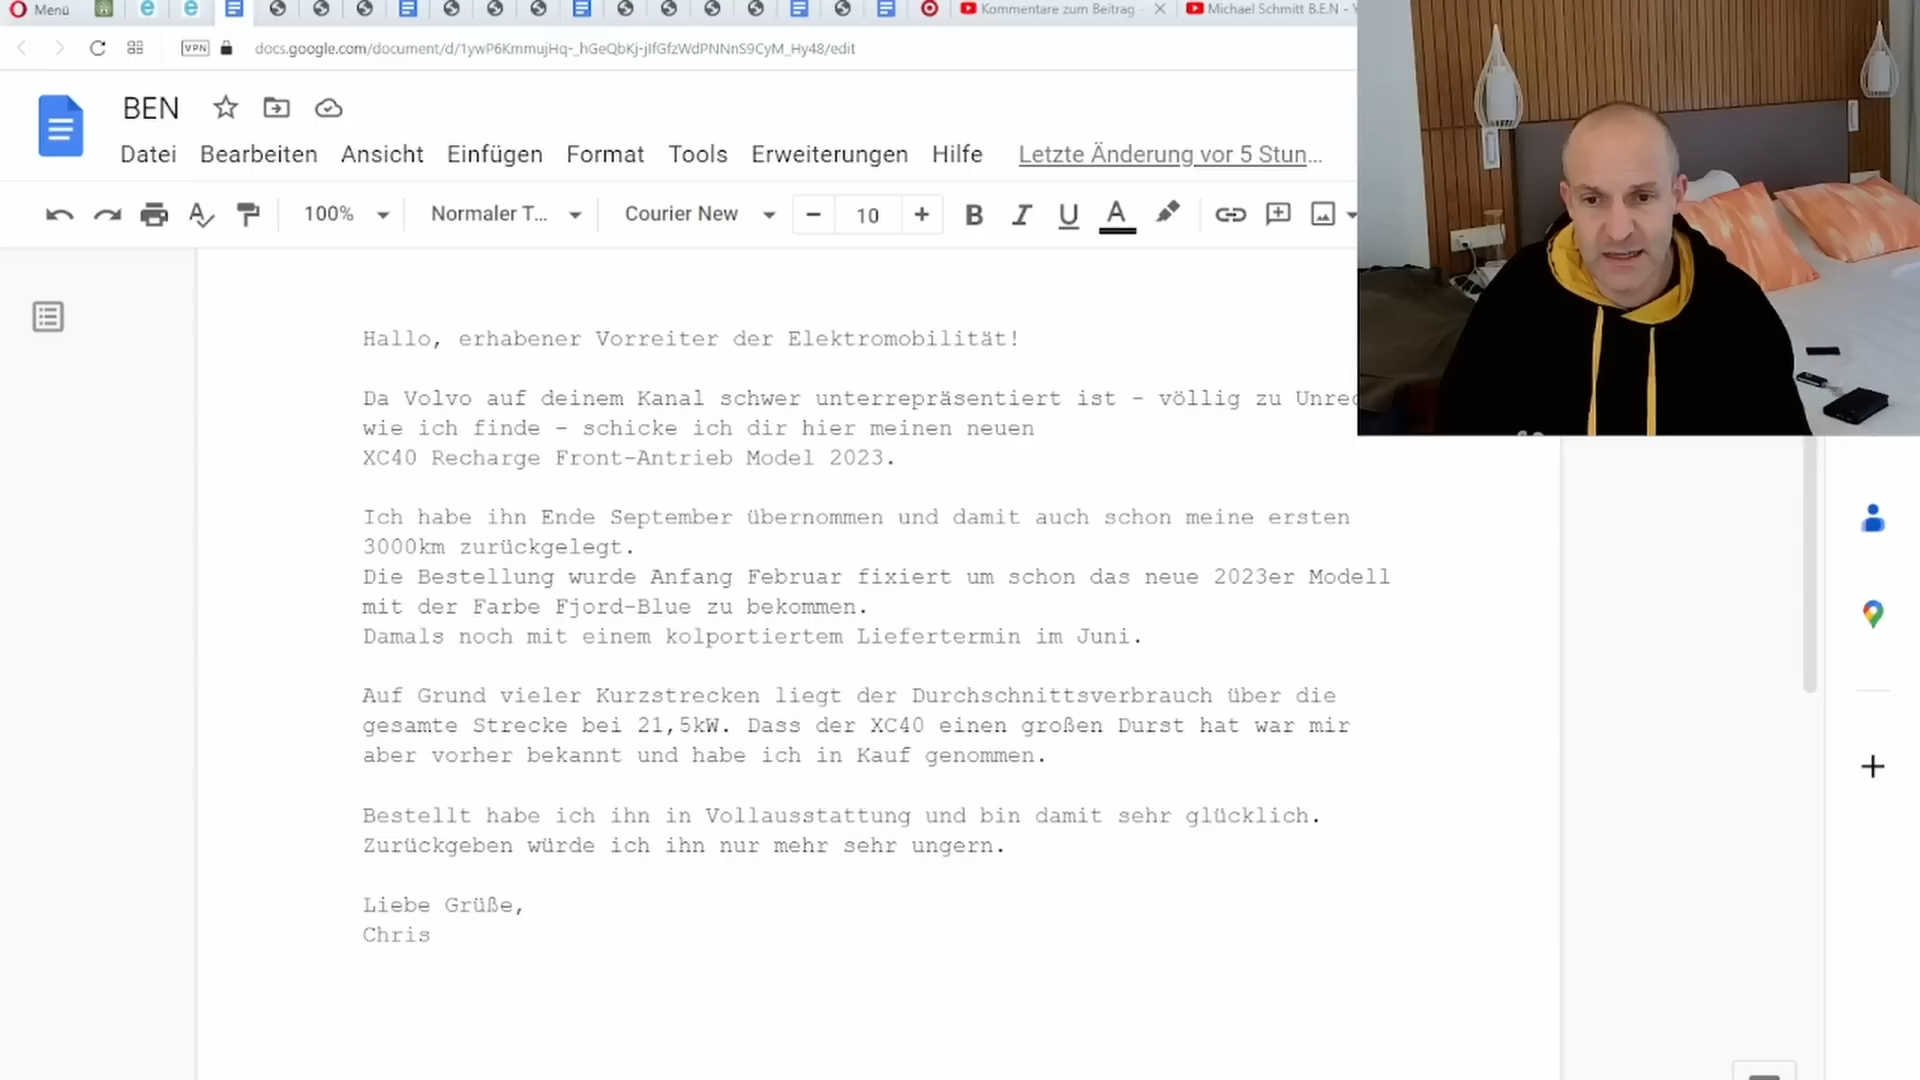 Menü
Kommentare zum Beitrag
Michael Schmitt B.E.N -
VPN docs.google.com/document/d/1ywP6KmmujHq-_hGeQbKj-jIfGfzWdPNNnS9CyM_Hy48/edit
BEN
Datei Bearbeiten Ansicht Einfügen Format Tools Erweiterungen Hilfe Letzte Änderung vor 5 Stun...
100% Normaler T... Courier New 10 B I U A
Hallo, erhabener Vorreiter der Elektromobilität!
Da Volvo auf deinem Kanal schwer unterrepräsentiert ist – völlig zu Unrec
wie ich finde – schicke ich dir hier meinen neuen
XC40 Recharge Front-Antrieb Model 2023.
Ich habe ihn Ende September übernommen und damit auch schon meine ersten
3000km zurückgelegt.
Die Bestellung wurde Anfang Februar fixiert um schon das neue 2023er Modell
mit der Farbe Fjord-Blue zu bekommen.
Damals noch mit einem kolportiertem Liefertermin im Juni.
Auf Grund vieler Kurzstrecken liegt der Durchschnittsverbrauch über die
gesamte Strecke bei 21,5kW. Dass der XC40 einen großen Durst hat war mir
aber vorher bekannt und habe ich in Kauf genommen.
Bestellt habe ich ihn in Vollausstattung und bin damit sehr glücklich.
Zurückgeben würde ich ihn nur mehr sehr ungern.
Liebe Grüße,
Chris